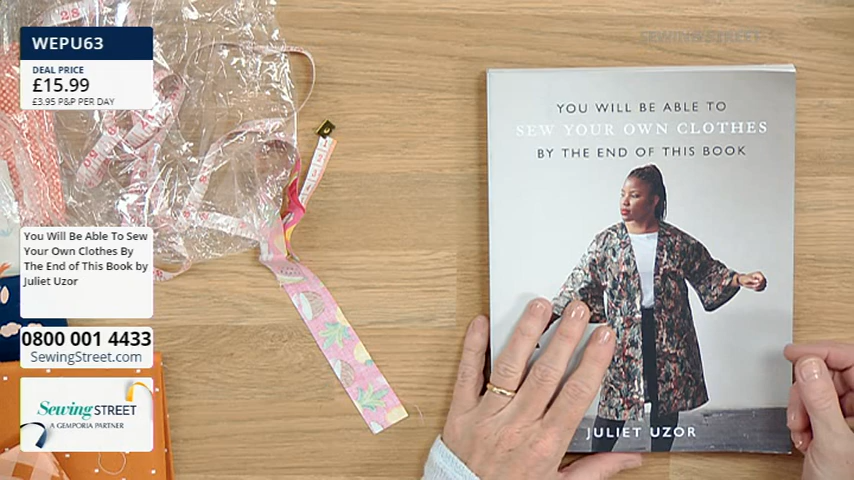 WEPU63
DEAL PRICE
£15.99
£3.95 P&P PER DAY
You Will Be Able To Sew
Your Own Clothes By
The End of This Book by
Juliet Uzor
0800 001 4433
SewingStreet.com
Sewing STREET
A GEMPORIA PARTNER
SEWING STREET
YOU WILL BE ABLE TO
SEW YOUR OWN CLOTHES
BY THE END OF THIS BOOK
JULIET UZOR